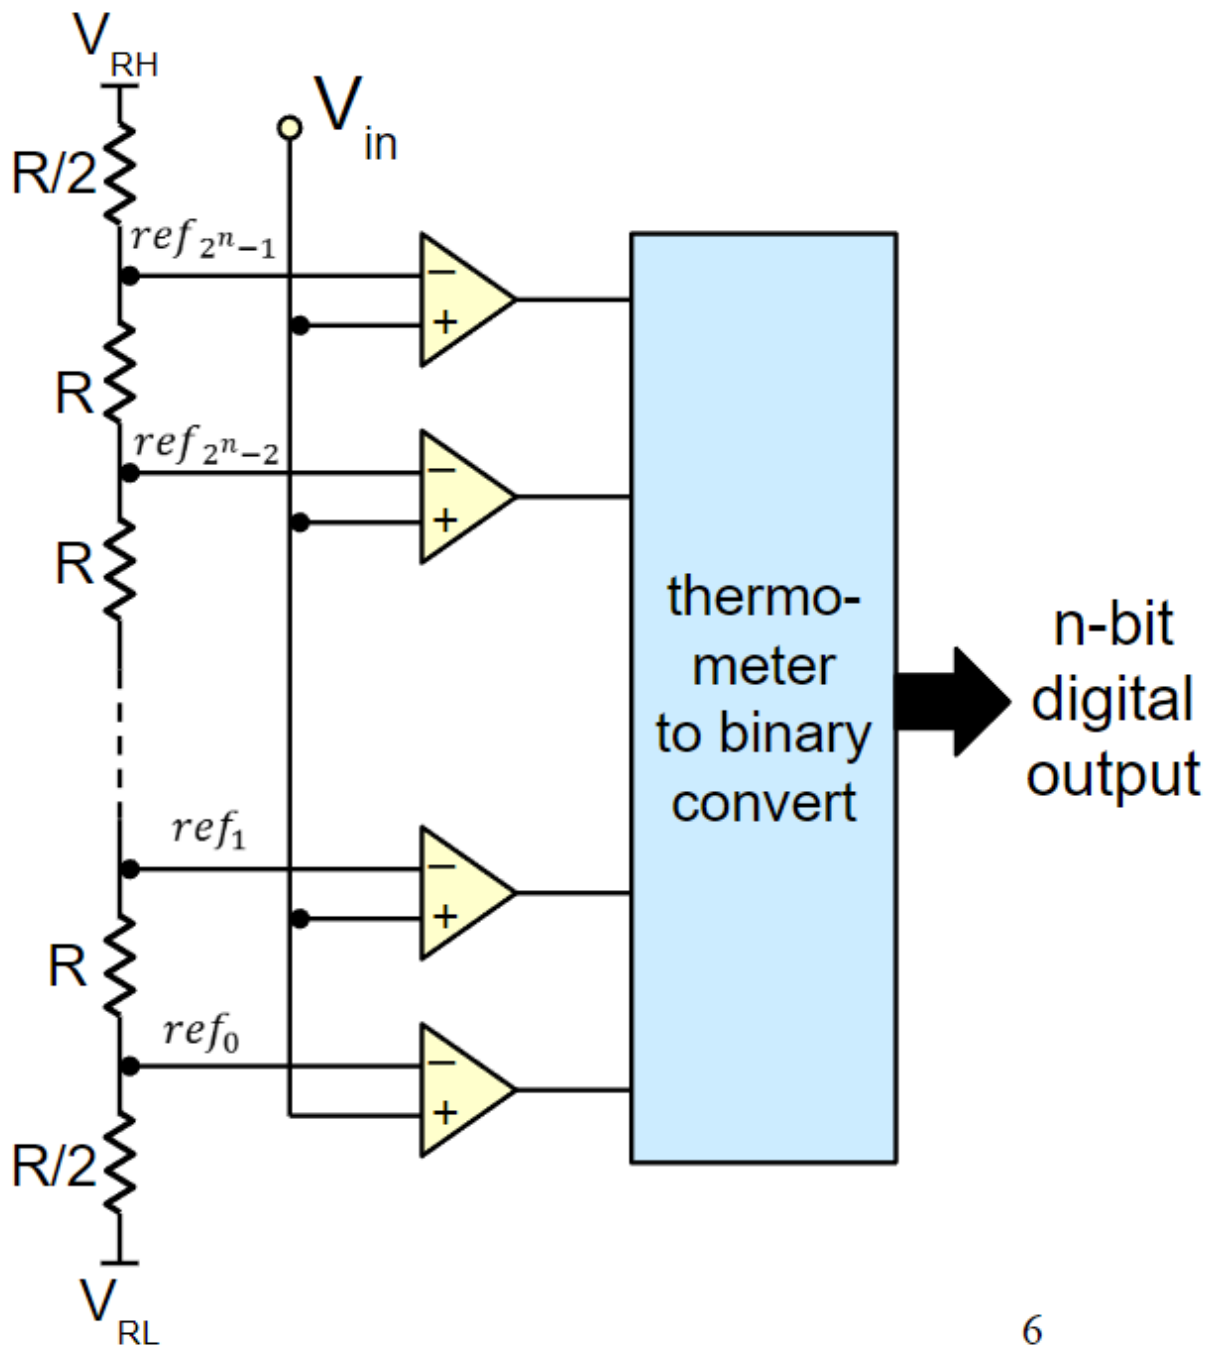 V_RH
V_in
R/2
ref_{2^n−1}
−
+
R
ref_{2^n−2}
−
+
R
thermo-
meter
to binary
convert
n-bit
digital
output
ref_1
−
+
R
ref_0
−
+
R/2
V_RL
6